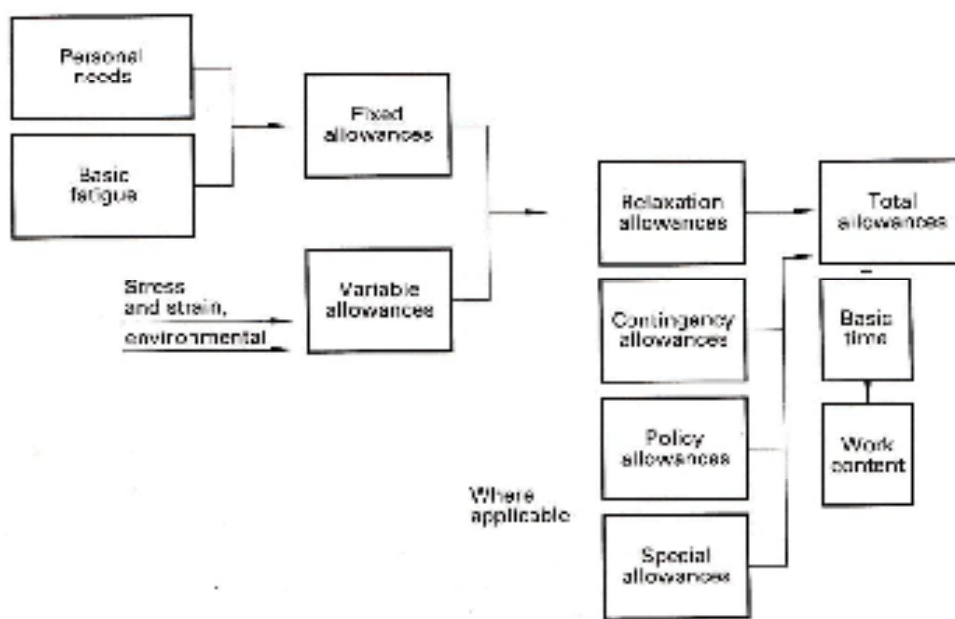 Personal
needs
Basic
fatigue
Fixed
allowances
Stress
and strain,
environmental
Variable
allowances
Relaxation
allowances
Contingency
allowances
Policy
allowances
Where
applicable
Special
allowances
Total
allowances
Basic
time
Work
content